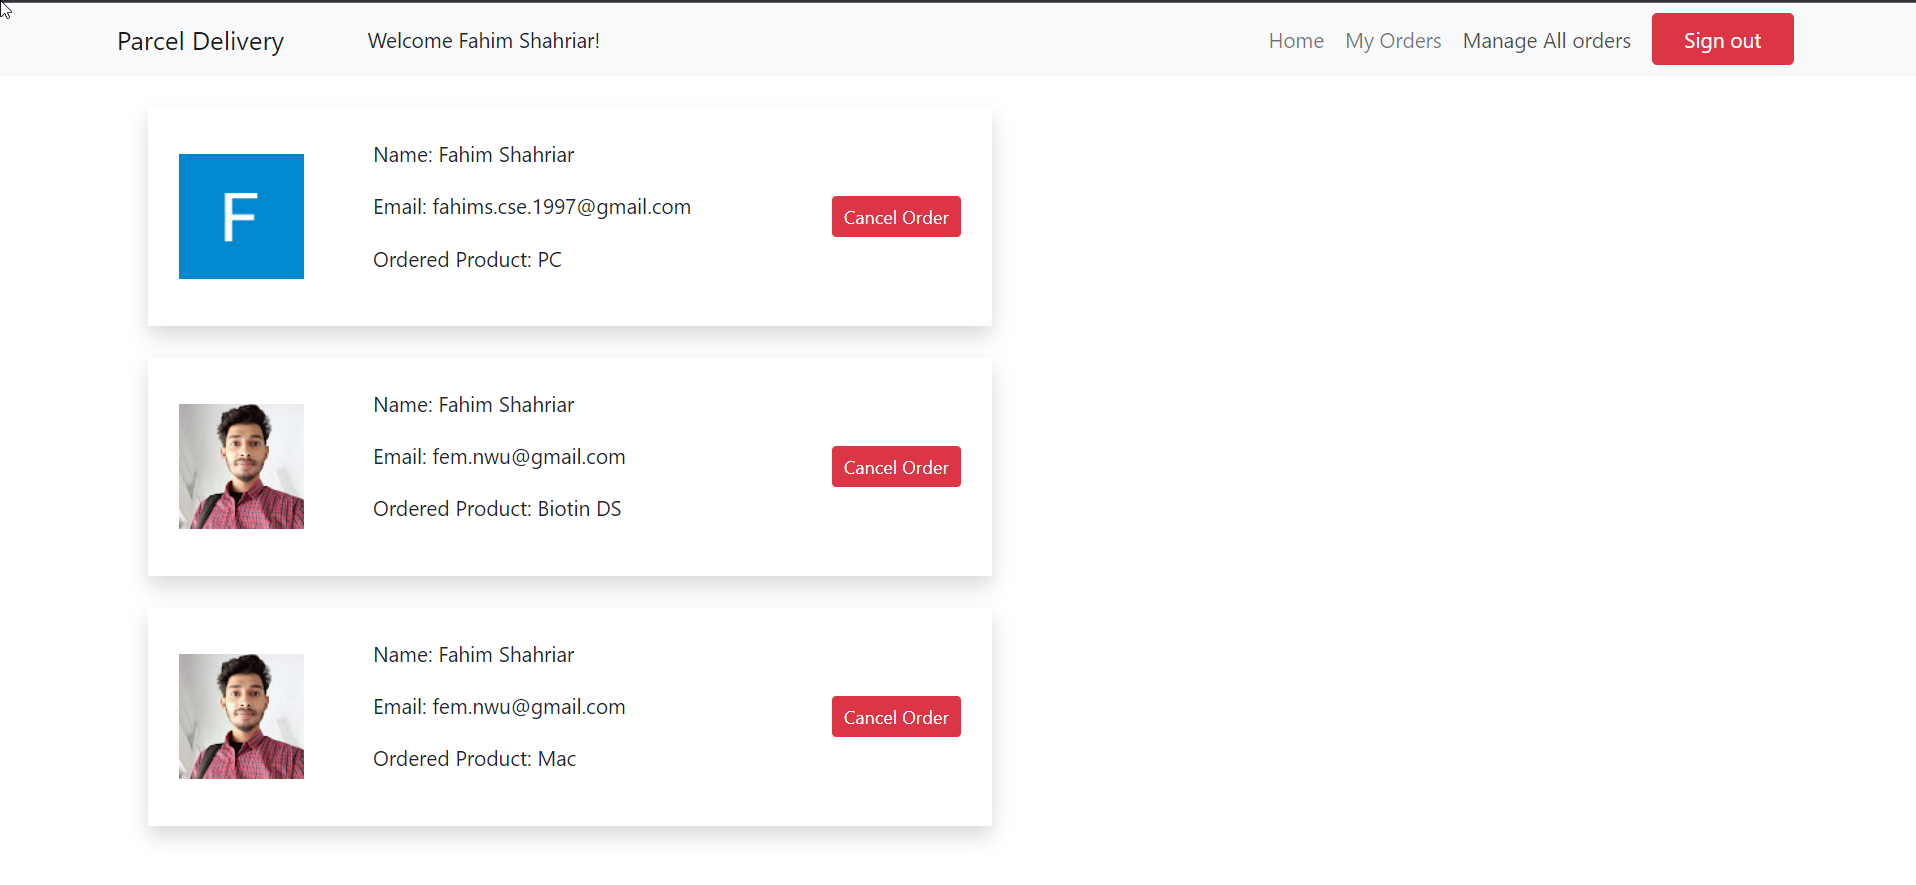 Parcel Delivery Welcome Fahim Shahriar! Home My Orders Manage All orders Sign out
Name: Fahim Shahriar
F
Email: fahims.cse.1997@gmail.com
Cancel Order
Ordered Product: PC
Name: Fahim Shahriar
Email: fem.nwu@gmail.com
Cancel Order
Ordered Product: Biotin DS
Name: Fahim Shahriar
Email: fem.nwu@gmail.com
Cancel Order
Ordered Product: Mac